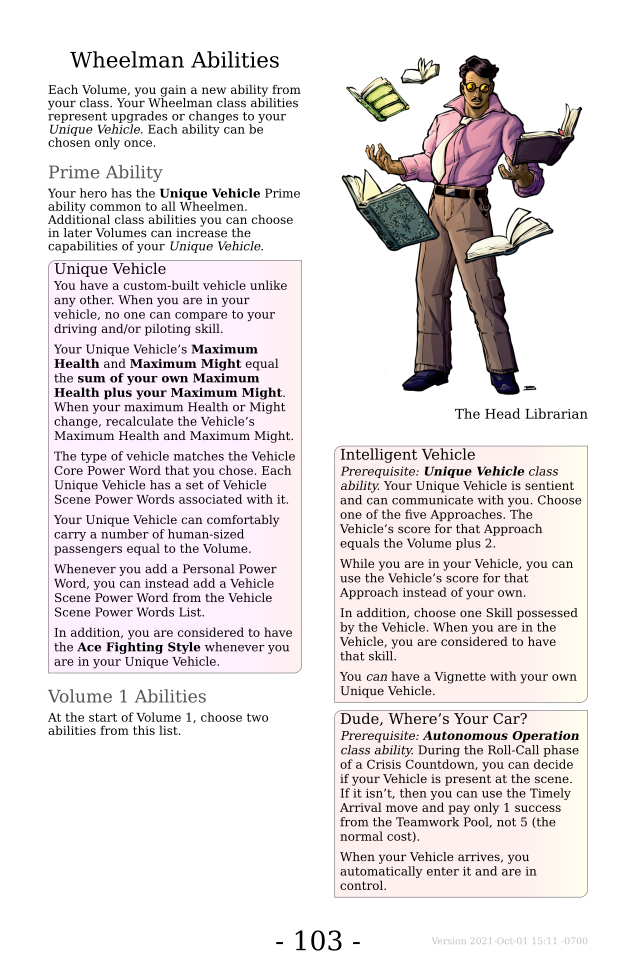 Wheelman Abilities
Each Volume, you gain a new ability from
your class. Your Wheelman class abilities
represent upgrades or changes to your
Unique Vehicle. Each ability can be
chosen only once.
Prime Ability
Your hero has the Unique Vehicle Prime
ability common to all Wheelmen.
Additional class abilities you can choose
in later Volumes can increase the
capabilities of your Unique Vehicle.
Unique Vehicle
You have a custom-built vehicle unlike
any other. When you are in your
vehicle, no one can compare to your
driving and/or piloting skill.
Your Unique Vehicle’s Maximum
Health and Maximum Might equal
the sum of your own Maximum
Health plus your Maximum Might.
When your maximum Health or Might
change, recalculate the Vehicle’s
Maximum Health and Maximum Might.
The type of vehicle matches the Vehicle
Core Power Word that you chose. Each
Unique Vehicle has a set of Vehicle
Scene Power Words associated with it.
Your Unique Vehicle can comfortably
carry a number of human-sized
passengers equal to the Volume.
Whenever you add a Personal Power
Word, you can instead add a Vehicle
Scene Power Word from the Vehicle
Scene Power Words List.
In addition, you are considered to have
the Ace Fighting Style whenever you
are in your Unique Vehicle.
Volume 1 Abilities
At the start of Volume 1, choose two
abilities from this list.
The Head Librarian
Intelligent Vehicle
Prerequisite: Unique Vehicle class
ability. Your Unique Vehicle is sentient
and can communicate with you. Choose
one of the five Approaches. The
Vehicle’s score for that Approach
equals the Volume plus 2.
While you are in your Vehicle, you can
use the Vehicle’s score for that
Approach instead of your own.
In addition, choose one Skill possessed
by the Vehicle. When you are in the
Vehicle, you are considered to have
that skill.
You can have a Vignette with your own
Unique Vehicle.
Dude, Where’s Your Car?
Prerequisite: Autonomous Operation
class ability. During the Roll-Call phase
of a Crisis Countdown, you can decide
if your Vehicle is present at the scene.
If it isn’t, then you can use the Timely
Arrival move and pay only 1 success
from the Teamwork Pool, not 5 (the
normal cost).
When your Vehicle arrives, you
automatically enter it and are in
control.
- 103 -
Version 2021-Oct-01 15:11 -0700